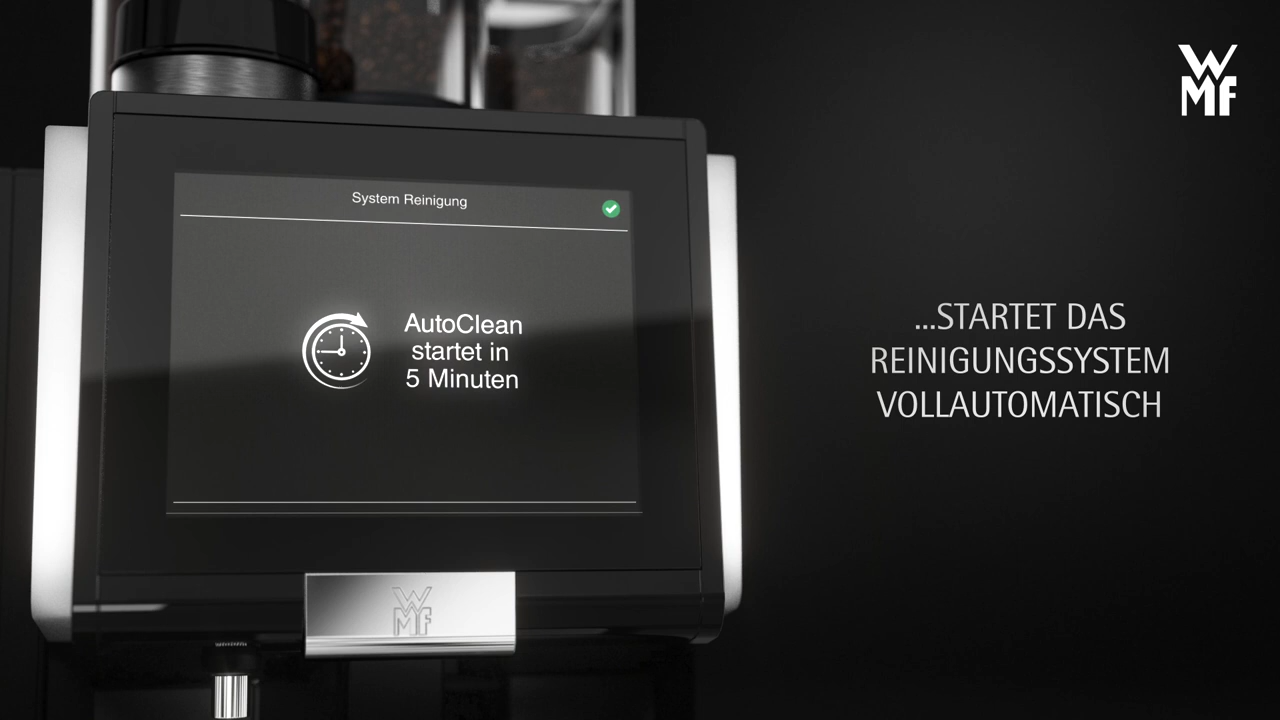 WMF
System Reinigung
AutoClean
startet in
5 Minuten
...STARTET DAS
REINIGUNGSSYSTEM
VOLLAUTOMATISCH
WMF